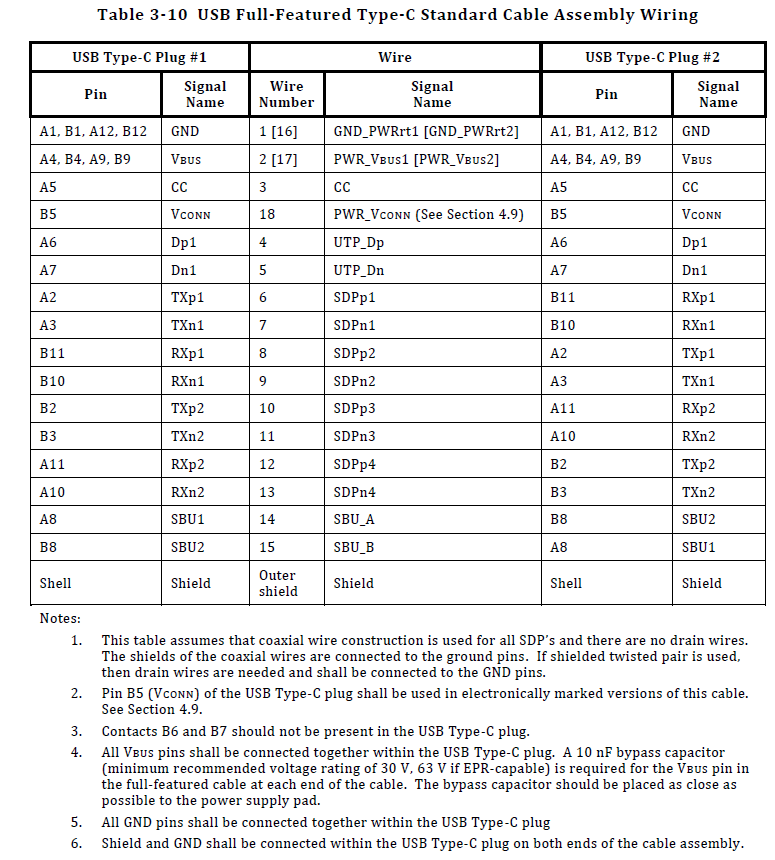 Table 3-10 USB Full-Featured Type-C Standard Cable Assembly Wiring
USB Type-C Plug #1 Wire USB Type-C Plug #2
Pin Signal Name Wire Number Signal Name Pin Signal Name
A1, B1, A12, B12 GND 1 [16] GND_PWRrt1 [GND_PWRrt2] A1, B1, A12, B12 GND
A4, B4, A9, B9 VBUS 2 [17] PWR_VBUS1 [PWR_VBUS2] A4, B4, A9, B9 VBUS
A5 CC 3 CC A5 CC
B5 VCONN 18 PWR_VCONN (See Section 4.9) B5 VCONN
A6 Dp1 4 UTP_Dp A6 Dp1
A7 Dn1 5 UTP_Dn A7 Dn1
A2 TXp1 6 SDPp1 B11 RXp1
A3 TXn1 7 SDPn1 B10 RXn1
B11 RXp1 8 SDPp2 A2 TXp1
B10 RXn1 9 SDPn2 A3 TXn1
B2 TXp2 10 SDPp3 A11 RXp2
B3 TXn2 11 SDPn3 A10 RXn2
A11 RXp2 12 SDPp4 B2 TXp2
A10 RXn2 13 SDPn4 B3 TXn2
A8 SBU1 14 SBU_A B8 SBU2
B8 SBU2 15 SBU_B A8 SBU1
Shell Shield Outer shield Shield Shell Shield
Notes:
1. This table assumes that coaxial wire construction is used for all SDP's and there are no drain wires.
The shields of the coaxial wires are connected to the ground pins. If shielded twisted pair is used,
then drain wires are needed and shall be connected to the GND pins.
2. Pin B5 (VCONN) of the USB Type-C plug shall be used in electronically marked versions of this cable.
See Section 4.9.
3. Contacts B6 and B7 should not be present in the USB Type-C plug.
4. All VBUS pins shall be connected together within the USB Type-C plug. A 10 nF bypass capacitor
(minimum recommended voltage rating of 30 V, 63 V if EPR-capable) is required for the VBUS pin in
the full-featured cable at each end of the cable. The bypass capacitor should be placed as close as
possible to the power supply pad.
5. All GND pins shall be connected together within the USB Type-C plug
6. Shield and GND shall be connected within the USB Type-C plug on both ends of the cable assembly.